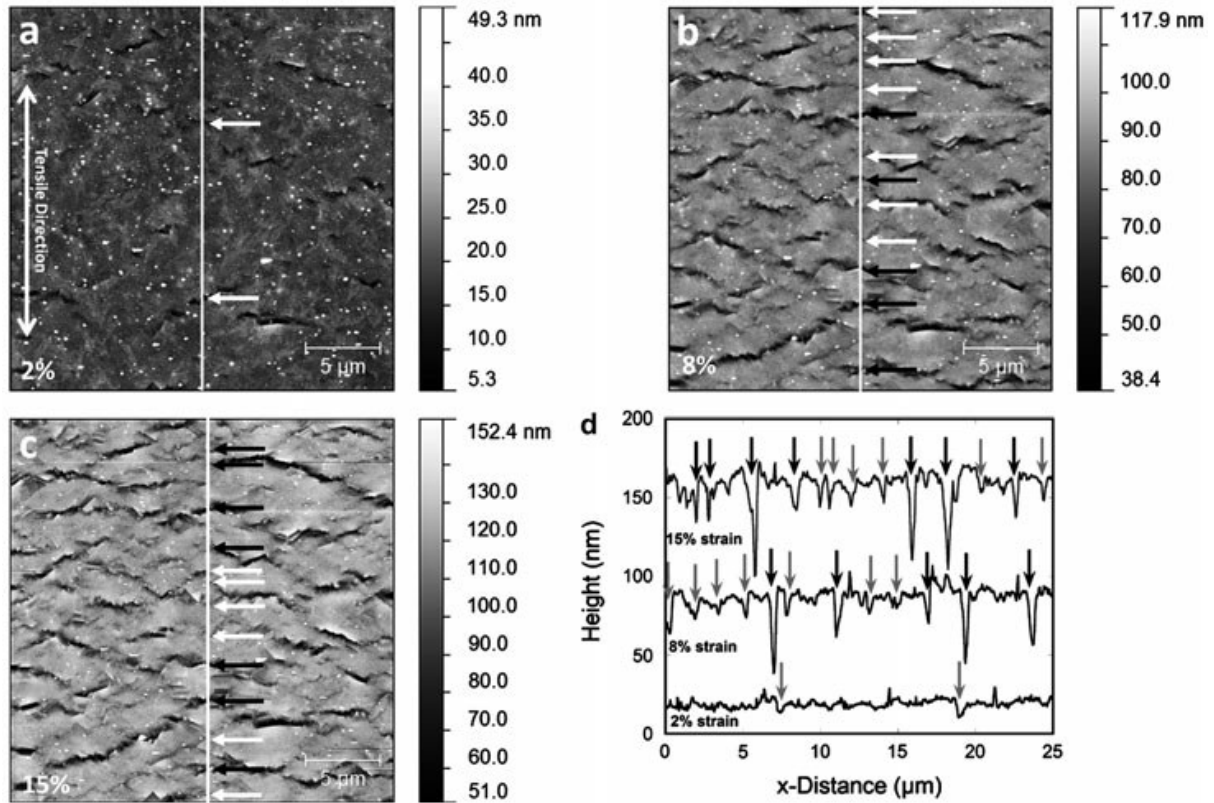 a
Tensile Direction
2%
5 μm
49.3 nm
40.0
35.0
30.0
25.0
20.0
15.0
10.0
5.3
b
8%
5 μm
117.9 nm
100.0
90.0
80.0
70.0
60.0
50.0
38.4
c
15%
5 μm
152.4 nm
130.0
110.0
100.0
90.0
80.0
70.0
60.0
51.0
d
200
150
100
50
0
Height (nm)
15% strain
8% strain
2% strain
0 5 10 15 20 25
x-Distance (μm)